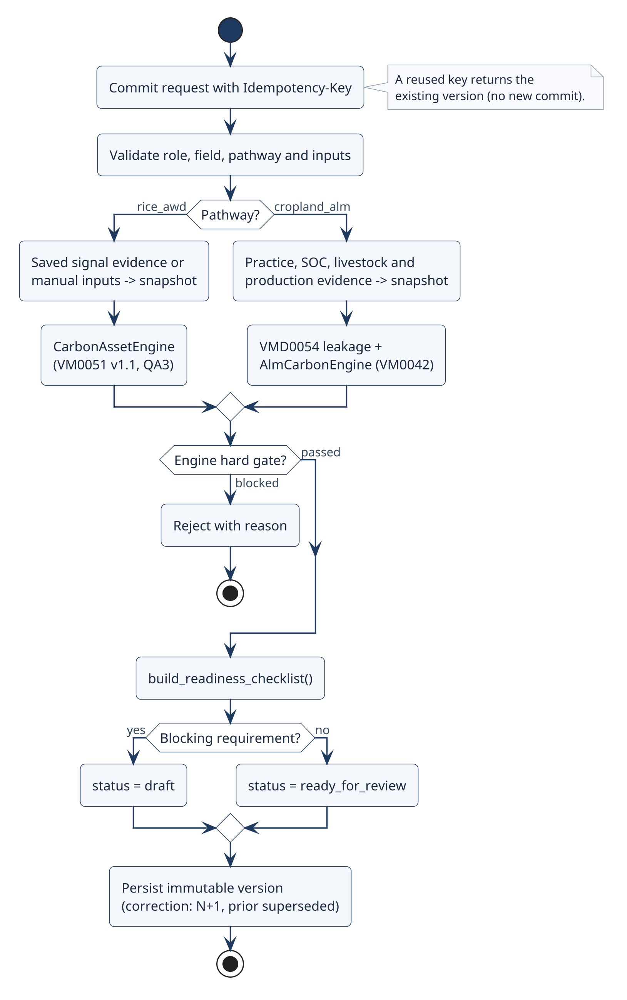 Commit request with Idempotency-Key
A reused key returns the
existing version (no new commit).
Validate role, field, pathway and inputs
rice_awd
Pathway?
cropland_alm
Saved signal evidence or
manual inputs -> snapshot
Practice, SOC, livestock and
production evidence -> snapshot
CarbonAssetEngine
(VM0051 v1.1, QA3)
VMD0054 leakage +
AlmCarbonEngine (VM0042)
Engine hard gate?
passed
blocked
Reject with reason
build_readiness_checklist()
yes
Blocking requirement?
no
status = draft
status = ready_for_review
Persist immutable version
(correction: N+1, prior superseded)